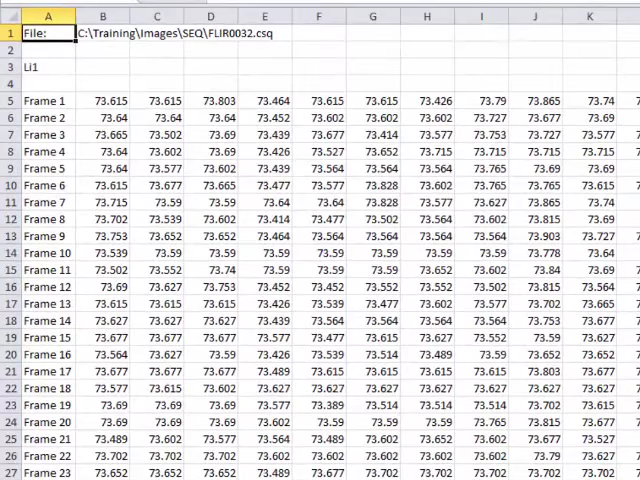 A B C D E F G H I J K
1 File: C:\Training\Images\SEQ\FLIR0032.csq
2
3 Li1
4
5 Frame 1 73.615 73.615 73.803 73.464 73.615 73.615 73.426 73.79 73.865 73.74
6 Frame 2 73.64 73.64 73.64 73.452 73.602 73.602 73.602 73.727 73.677 73.69
7 Frame 3 73.665 73.502 73.69 73.439 73.677 73.414 73.577 73.753 73.727 73.577
8 Frame 4 73.64 73.602 73.69 73.426 73.527 73.652 73.715 73.715 73.715 73.715
9 Frame 5 73.64 73.577 73.602 73.439 73.564 73.564 73.564 73.765 73.69 73.69
10 Frame 6 73.615 73.677 73.665 73.477 73.577 73.828 73.602 73.765 73.765 73.615
11 Frame 7 73.715 73.59 73.59 73.64 73.64 73.828 73.577 73.627 73.865 73.74
12 Frame 8 73.702 73.539 73.602 73.414 73.477 73.502 73.564 73.602 73.815 73.69
13 Frame 9 73.753 73.652 73.652 73.464 73.564 73.564 73.564 73.564 73.903 73.727
14 Frame 10 73.539 73.59 73.59 73.539 73.59 73.59 73.59 73.59 73.778 73.64
15 Frame 11 73.502 73.552 73.74 73.59 73.59 73.59 73.652 73.602 73.84 73.69
16 Frame 12 73.69 73.627 73.753 73.452 73.652 73.552 73.552 73.502 73.815 73.564
17 Frame 13 73.615 73.615 73.627 73.439 73.539 73.477 73.602 73.577 73.702 73.665
18 Frame 14 73.627 73.627 73.627 73.439 73.564 73.564 73.564 73.564 73.753 73.677
19 Frame 15 73.677 73.677 73.677 73.577 73.477 73.615 73.627 73.552 73.59 73.627
20 Frame 16 73.564 73.627 73.59 73.426 73.539 73.514 73.489 73.59 73.652 73.652
21 Frame 17 73.677 73.677 73.677 73.489 73.615 73.615 73.615 73.615 73.803 73.677
22 Frame 18 73.577 73.615 73.602 73.627 73.627 73.627 73.627 73.627 73.627 73.627
23 Frame 19 73.69 73.69 73.69 73.577 73.389 73.514 73.514 73.514 73.702 73.615
24 Frame 20 73.69 73.69 73.69 73.602 73.59 73.59 73.59 73.765 73.815 73.677
25 Frame 21 73.489 73.602 73.577 73.564 73.489 73.602 73.652 73.602 73.677 73.527
26 Frame 22 73.702 73.702 73.702 73.602 73.602 73.602 73.602 73.602 73.79 73.627
27 Frame 23 73.652 73.652 73.652 73.489 73.677 73.702 73.602 73.702 73.702 73.702